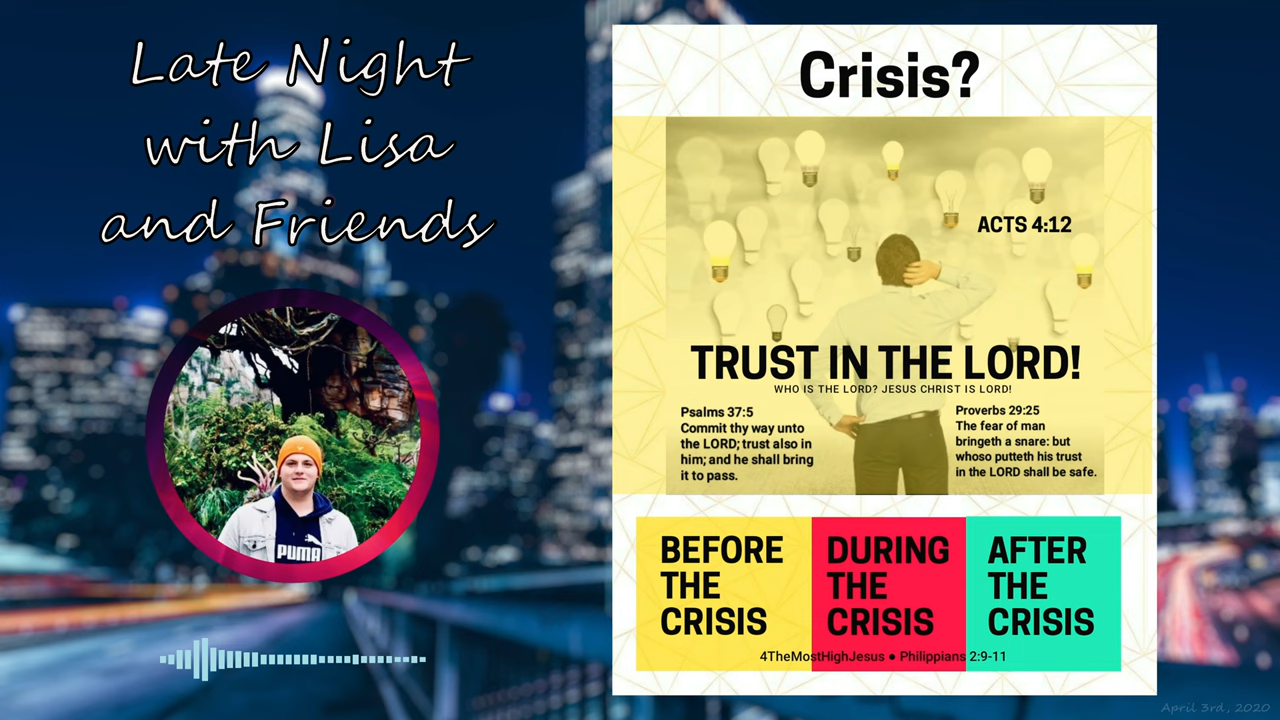 Late Night
with Lisa
and Friends
PUMA
Crisis?
ACTS 4:12
TRUST IN THE LORD!
WHO IS THE LORD? JESUS CHRIST IS LORD!
Psalms 37:5
Commit thy way unto
the LORD; trust also in
him; and he shall bring
it to pass.
Proverbs 29:25
The fear of man
bringeth a snare: but
whoso putteth his trust
in the LORD shall be safe.
BEFORE
THE
CRISIS
DURING
THE
CRISIS
AFTER
THE
CRISIS
4TheMostHighJesus ● Philippians 2:9-11
April 3rd, 2020